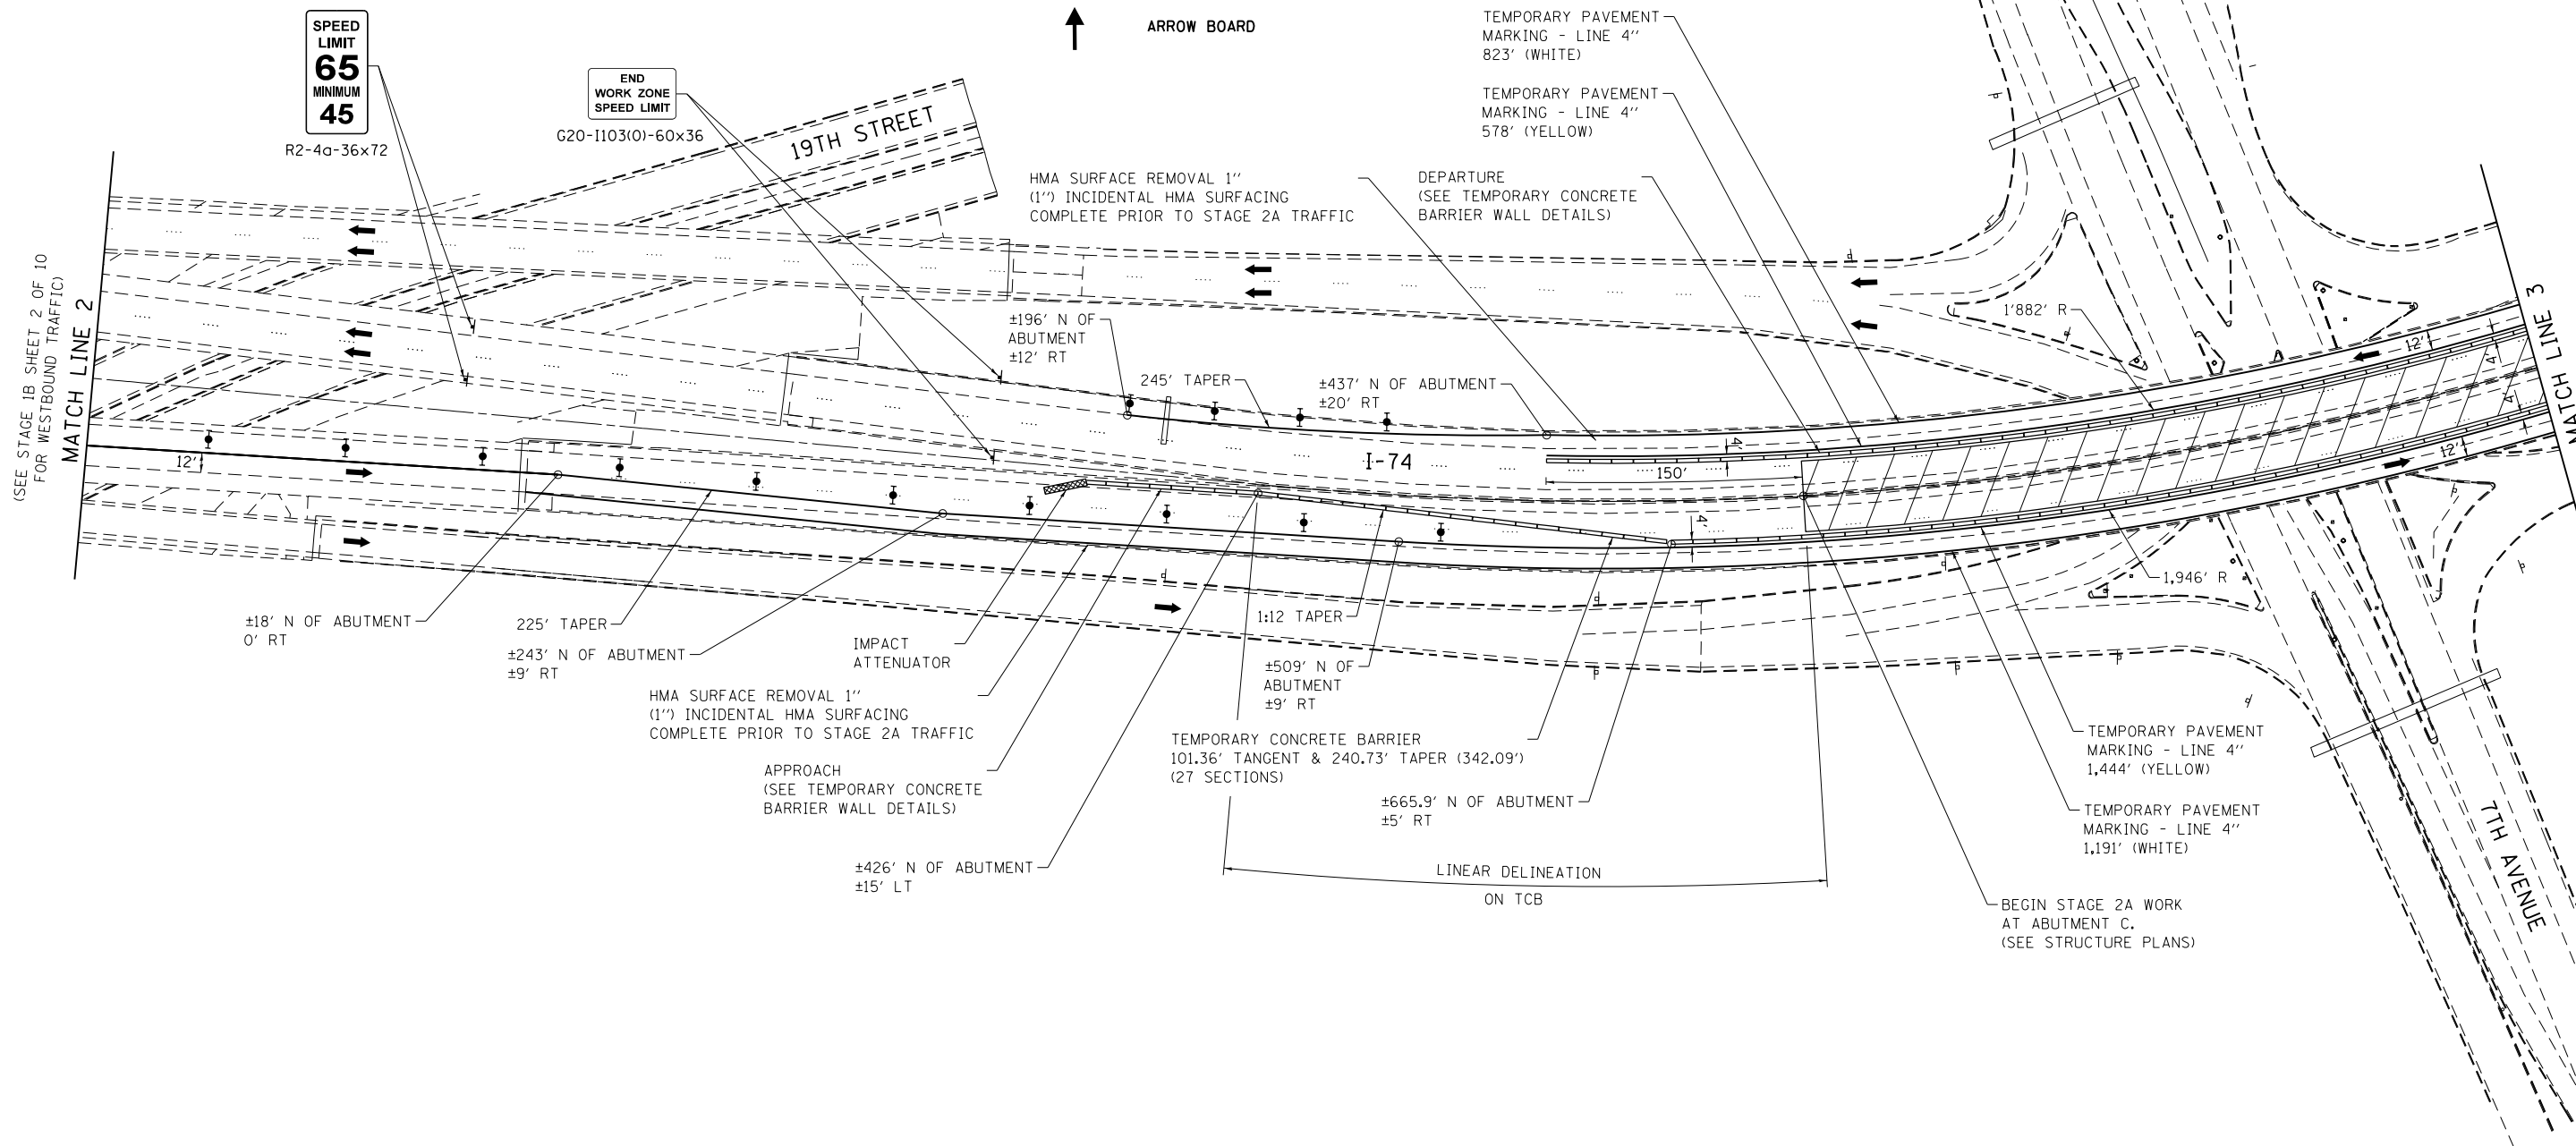 SPEED
LIMIT
65
MINIMUM
45
R2-4a-36x72
END
WORK ZONE
SPEED LIMIT
G20-I103(0)-60x36
ARROW BOARD
19TH STREET
TEMPORARY PAVEMENT
MARKING - LINE 4''
823' (WHITE)
TEMPORARY PAVEMENT
MARKING - LINE 4''
578' (YELLOW)
HMA SURFACE REMOVAL 1''
(1'') INCIDENTAL HMA SURFACING
COMPLETE PRIOR TO STAGE 2A TRAFFIC
DEPARTURE
(SEE TEMPORARY CONCRETE
BARRIER WALL DETAILS)
(SEE STAGE 1B SHEET 2 OF 10
FOR WESTBOUND TRAFFIC)
MATCH LINE 2
±196' N OF
ABUTMENT
±12' RT
245' TAPER
±437' N OF ABUTMENT
±20' RT
1'882' R
MATCH LINE 3
12'
4'
4'
12'
12'
I-74
4'
150'
4'
1,946' R
±18' N OF ABUTMENT
0' RT
225' TAPER
±243' N OF ABUTMENT
±9' RT
IMPACT
ATTENUATOR
1:12 TAPER
±509' N OF
ABUTMENT
±9' RT
HMA SURFACE REMOVAL 1''
(1'') INCIDENTAL HMA SURFACING
COMPLETE PRIOR TO STAGE 2A TRAFFIC
APPROACH
(SEE TEMPORARY CONCRETE
BARRIER WALL DETAILS)
TEMPORARY CONCRETE BARRIER
101.36' TANGENT & 240.73' TAPER (342.09')
(27 SECTIONS)
±665.9' N OF ABUTMENT
±5' RT
±426' N OF ABUTMENT
±15' LT
LINEAR DELINEATION
ON TCB
TEMPORARY PAVEMENT
MARKING - LINE 4''
1,444' (YELLOW)
TEMPORARY PAVEMENT
MARKING - LINE 4''
1,191' (WHITE)
BEGIN STAGE 2A WORK
AT ABUTMENT C.
(SEE STRUCTURE PLANS)
7TH AVENUE